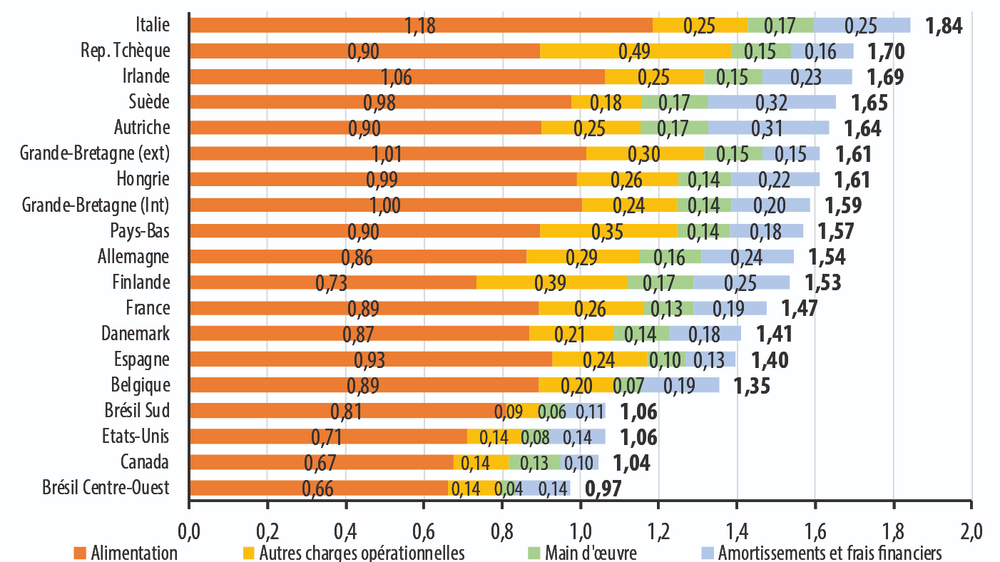 Italie 1,18 0,25 0,17 0,25 1,84
Rep. Tchèque 0,90 0,49 0,15 0,16 1,70
Irlande 1,06 0,25 0,15 0,23 1,69
Suède 0,98 0,18 0,17 0,32 1,65
Autriche 0,90 0,25 0,17 0,31 1,64
Grande-Bretagne (ext) 1,01 0,30 0,15 0,15 1,61
Hongrie 0,99 0,26 0,14 0,22 1,61
Grande-Bretagne (Int) 1,00 0,24 0,14 0,20 1,59
Pays-Bas 0,90 0,35 0,14 0,18 1,57
Allemagne 0,86 0,29 0,16 0,24 1,54
Finlande 0,73 0,39 0,17 0,25 1,53
France 0,89 0,26 0,13 0,19 1,47
Danemark 0,87 0,21 0,14 0,18 1,41
Espagne 0,93 0,24 0,10 0,13 1,40
Belgique 0,89 0,20 0,07 0,19 1,35
Brésil Sud 0,81 0,09 0,06 0,11 1,06
Etats-Unis 0,71 0,14 0,08 0,14 1,06
Canada 0,67 0,14 0,13 0,10 1,04
Brésil Centre-Ouest 0,66 0,14 0,04 0,14 0,97
0,0 0,2 0,4 0,6 0,8 1,0 1,2 1,4 1,6 1,8 2,0
Alimentation Autres charges opérationnelles Main d'œuvre Amortissements et frais financiers